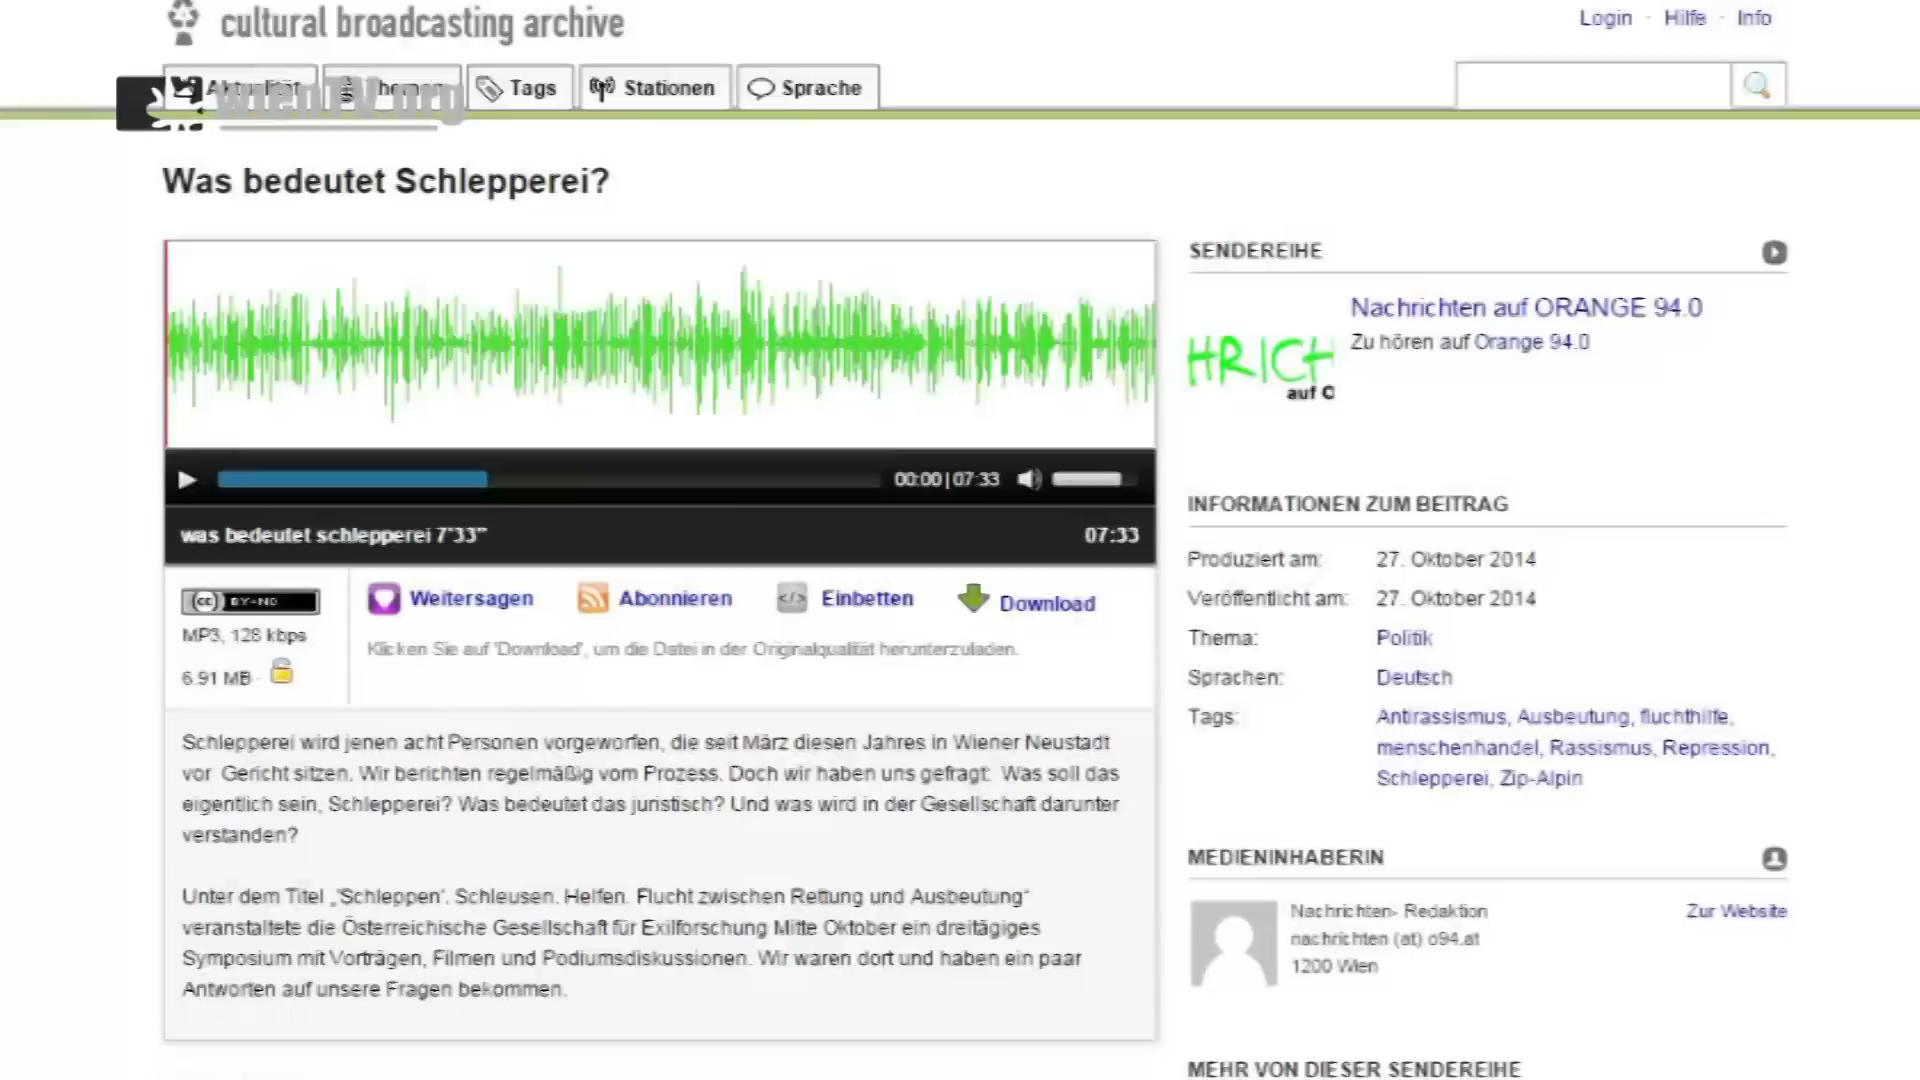 cultural broadcasting archive
Login · Hilfe · Info
Aktualität Themen Tags Stationen Sprache
wienTV.org
Was bedeutet Schlepperei?
00:00|07:33
was bedeutet schlepperei 7'33''
07:33
cc BY-ND
MP3, 128 kbps
6.91 MB -
Weitersagen Abonnieren Einbetten Download
Klicken Sie auf 'Download', um die Datei in der Originalqualität herunterzuladen.
Schlepperei wird jenen acht Personen vorgeworfen, die seit März diesen Jahres in Wiener Neustadt
vor Gericht sitzen. Wir berichten regelmäßig vom Prozess. Doch wir haben uns gefragt: Was soll das
eigentlich sein, Schlepperei? Was bedeutet das juristisch? Und was wird in der Gesellschaft darunter
verstanden?
Unter dem Titel „'Schleppen'. Schleusen. Helfen. Flucht zwischen Rettung und Ausbeutung“
veranstaltete die Österreichische Gesellschaft für Exilforschung Mitte Oktober ein dreitägiges
Symposium mit Vorträgen, Filmen und Podiumsdiskussionen. Wir waren dort und haben ein paar
Antworten auf unsere Fragen bekommen.
SENDEREIHE
HRICH
auf O
Nachrichten auf ORANGE 94.0
Zu hören auf Orange 94.0
INFORMATIONEN ZUM BEITRAG
Produziert am: 27. Oktober 2014
Veröffentlicht am: 27. Oktober 2014
Thema: Politik
Sprachen: Deutsch
Tags: Antirassismus, Ausbeutung, fluchthilfe,
menschenhandel, Rassismus, Repression,
Schlepperei, Zip-Alpin
MEDIENINHABERIN
Nachrichten- Redaktion
nachrichten (at) o94.at
1200 Wien
Zur Website
MEHR VON DIESER SENDEREIHE